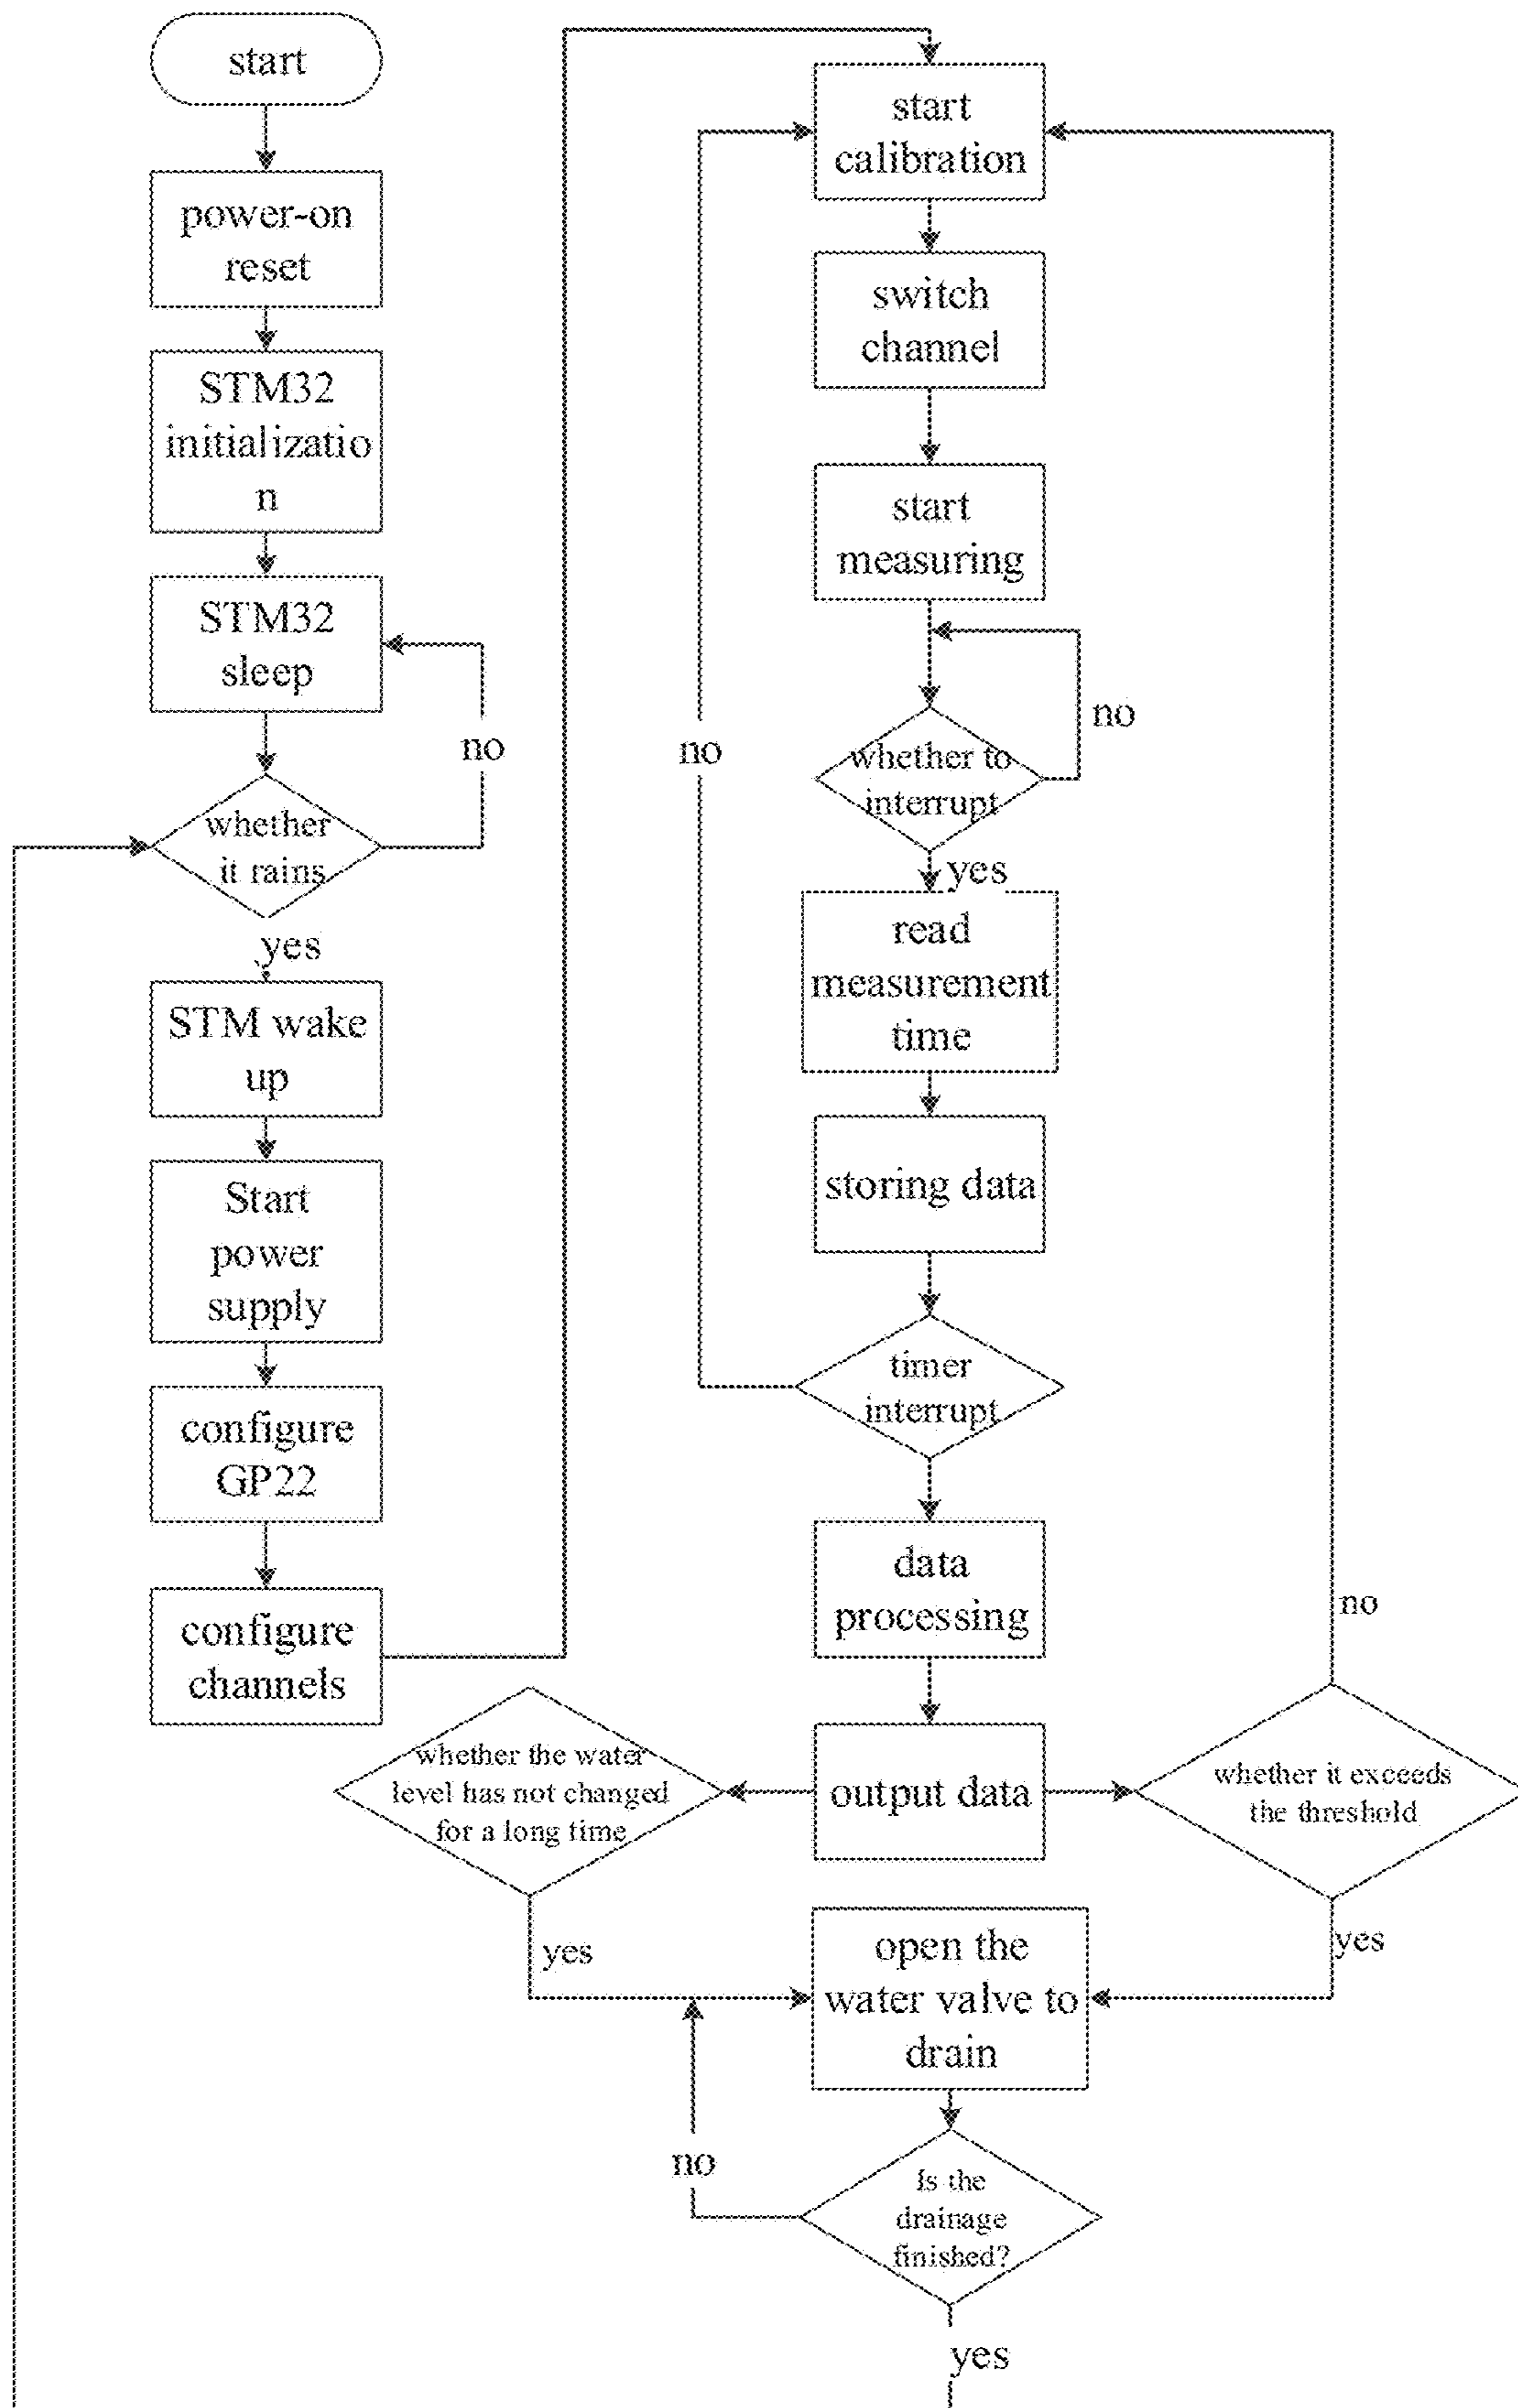 start
power-on
reset
STM32
initializatio
n
STM32
sleep
no
whether
it rains
yes
STM wake
up
Start
power
supply
configure
GP22
configure
channels
start
calibration
switch
channel
start
measuring
no
no
whether to
interrupt
yes
read
measurement
time
storing data
timer
interrupt
data
processing
no
whether the water
level has not changed
for a long time
output data
whether it exceeds
the threshold
yes
yes
open the
water valve to
drain
no
Is the
drainage
finished?
yes